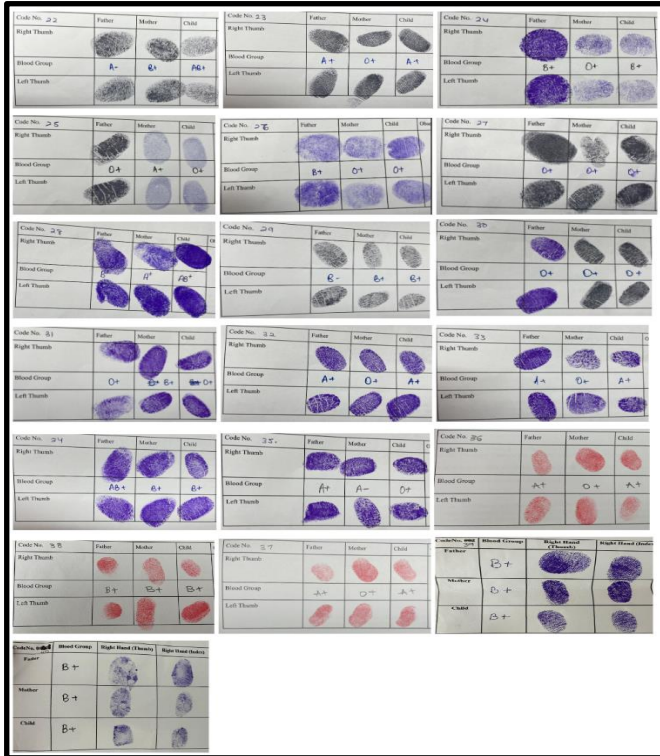 Code No. 22 Father Mother Child
Right Thumb
Blood Group A- B+ AB+
Left Thumb
Code No. 23 Father Mother Child
Right Thumb
Blood Group A+ O+ A+
Left Thumb
Code No. 24 Father Mother Child
Right Thumb
Blood Group B+ O+ B+
Left Thumb
Code No. 25 Father Mother Child
Right Thumb
Blood Group O+ A+ O+
Left Thumb
Code No. 26 Father Mother Child
Right Thumb
Blood Group B+ O+ O+
Left Thumb
Code No. 27 Father Mother Child
Right Thumb
Blood Group O+ O+ O+
Left Thumb
Code No. 28 Father Mother Child
Right Thumb
Blood Group A+ AB+
Left Thumb
Code No. 29 Father Mother Child
Right Thumb
Blood Group B- B+ B+
Left Thumb
Code No. 30 Father Mother Child
Right Thumb
Blood Group O+ O+ O+
Left Thumb
Code No. 31 Father Mother Child
Right Thumb
Blood Group O+ B+ O+
Left Thumb
Code No. 32 Father Mother Child
Right Thumb
Blood Group A+ O+ A+
Left Thumb
Code No. 33 Father Mother Child
Right Thumb
Blood Group A+ O+ A+
Left Thumb
Code No. 34 Father Mother Child
Right Thumb
Blood Group AB+ B+ B+
Left Thumb
Code No. 35. Father Mother Child
Right Thumb
Blood Group A+ A- O+
Left Thumb
Code No. 36 Father Mother Child
Right Thumb
Blood Group A+ O+ A+
Left Thumb
Code No. 38 Father Mother Child
Right Thumb
Blood Group B+ B+ B+
Left Thumb
Code No. 37 Father Mother Child
Right Thumb
Blood Group A+ O+ A+
Left Thumb
Code No. 39 Blood Group Right Hand (Thumb) Right Hand (Index)
Father B+
Mother B+
Child B+
Code No. Blood Group Right Hand (Thumb) Right Hand (Index)
Father B+
Mother B+
Child B+